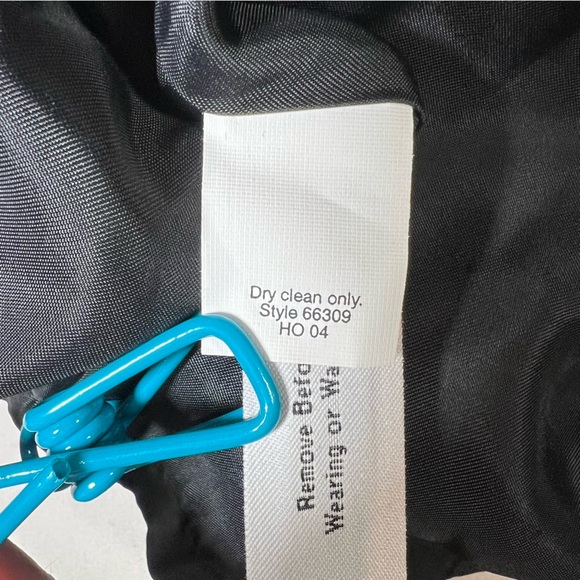 Dry clean only.
Style 66309
HO 04
Remove
Wearing or